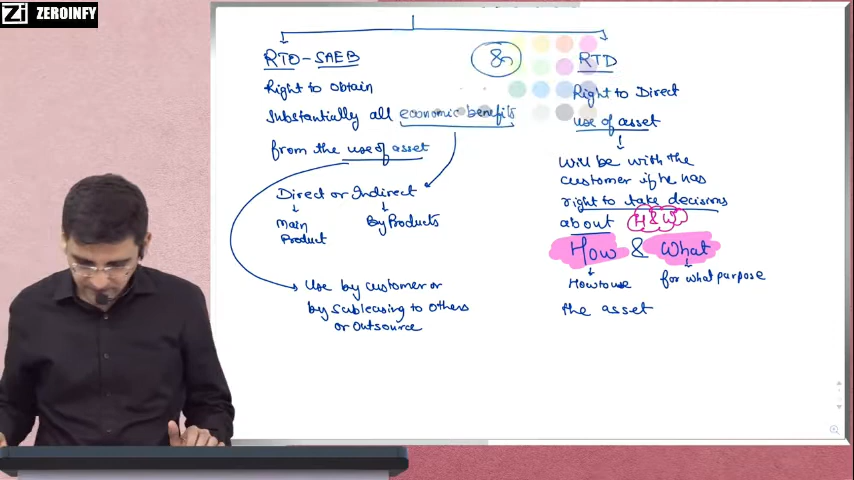 Zi ZEROINFY
RTO-SAEB
Right to obtain
Substantially all economic benefits
from the use of asset
Direct or Indirect
Main
Product
By Products
Use by customer or
by subleasing to others
or outsource
&
RTD
Right to Direct
use of asset
Will be with the
customer if he has
right to take decisions
about H&W
How & What
How to use
for what purpose
the asset